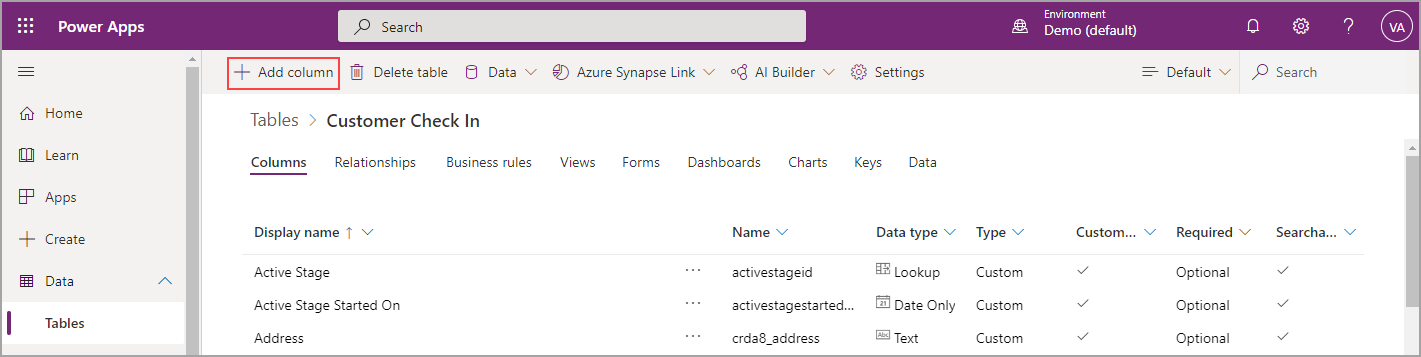 Power Apps
Search
Environment
Demo (default)
?
VA
Add column
Delete table
Data
Azure Synapse Link
AI Builder
Settings
Default
Search
Home
Learn
Apps
Create
Data
Tables
Tables > Customer Check In
Columns Relationships Business rules Views Forms Dashboards Charts Keys Data
Display name ↑ Name Data type Type Custom... Required Searcha...
Active Stage ... activestageid Lookup Custom ✓ Optional ✓
Active Stage Started On ... activestagestarted... 21 Date Only Custom ✓ Optional ✓
Address ... crda8_address Abc Text Custom ✓ Optional ✓